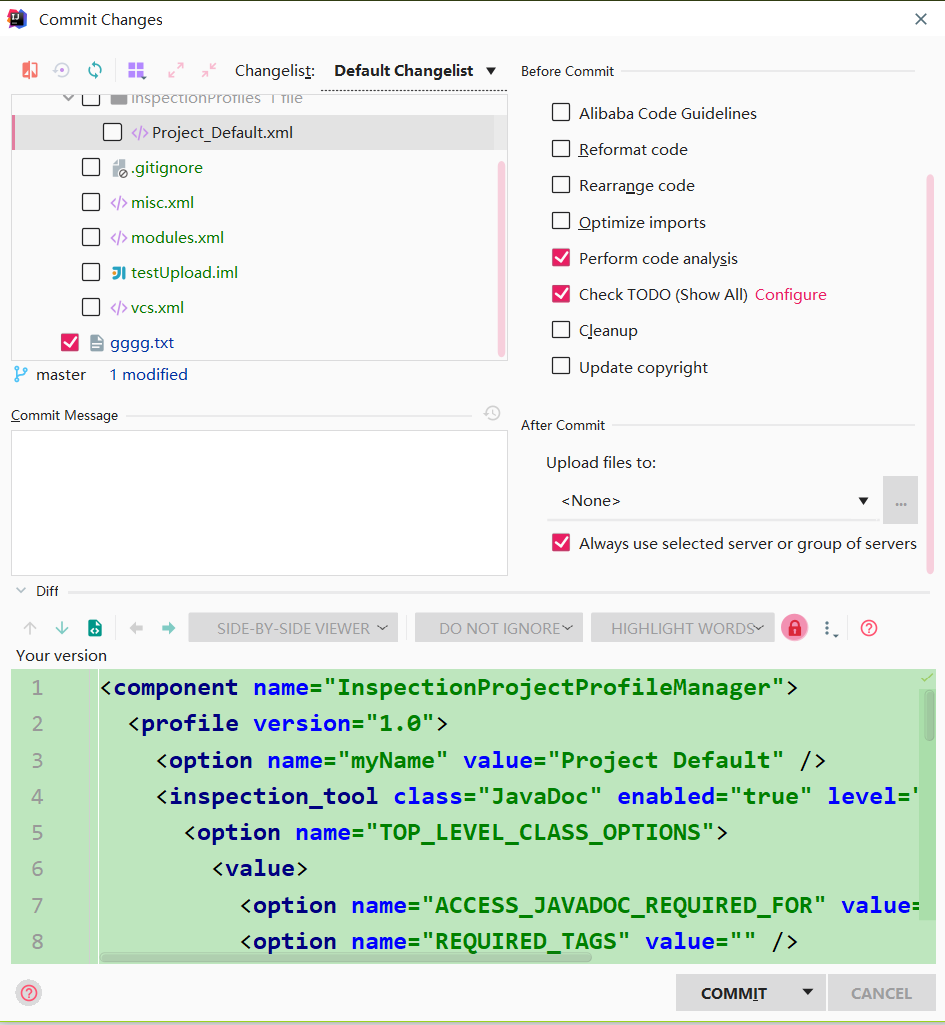 Commit Changes
Changelist: Default Changelist
InspectionProfiles 1 file
Project_Default.xml
.gitignore
misc.xml
modules.xml
testUpload.iml
vcs.xml
gggg.txt
master 1 modified
Commit Message
Before Commit
Alibaba Code Guidelines
Reformat code
Rearrange code
Optimize imports
Perform code analysis
Check TODO (Show All) Configure
Cleanup
Update copyright
After Commit
Upload files to:
<None>
...
Always use selected server or group of servers
Diff
SIDE-BY-SIDE VIEWER DO NOT IGNORE HIGHLIGHT WORDS
Your version
1 <component name="InspectionProjectProfileManager">
2 <profile version="1.0">
3 <option name="myName" value="Project Default" />
4 <inspection_tool class="JavaDoc" enabled="true" level="
5 <option name="TOP_LEVEL_CLASS_OPTIONS">
6 <value>
7 <option name="ACCESS_JAVADOC_REQUIRED_FOR" value=
8 <option name="REQUIRED_TAGS" value="" />
COMMIT CANCEL